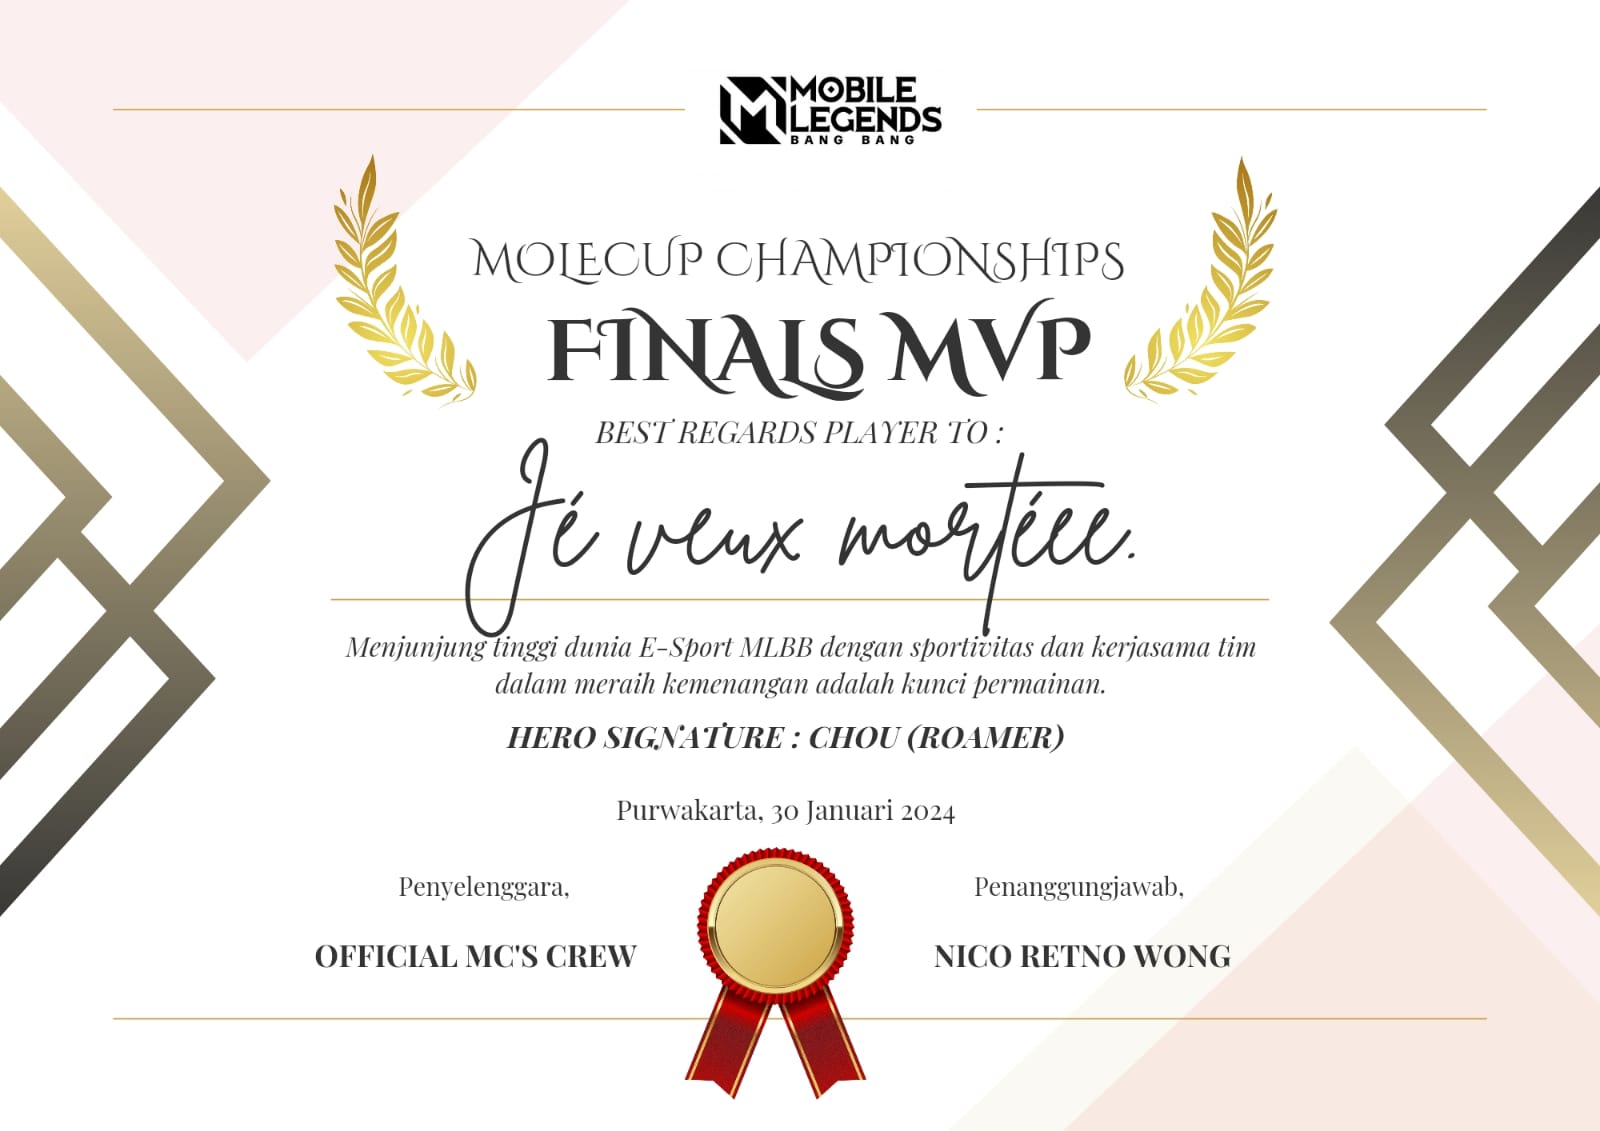 MOBILE
LEGENDS
BANG BANG
MOLECUP CHAMPIONSHIPS
FINALS MVP
BEST REGARDS PLAYER TO :
Jé veux mortéee.
Menjunjung tinggi dunia E-Sport MLBB dengan sportivitas dan kerjasama tim
dalam meraih kemenangan adalah kunci permainan.
HERO SIGNATURE : CHOU (ROAMER)
Purwakarta, 30 Januari 2024
Penyelenggara,
OFFICIAL MC'S CREW
Penanggungjawab,
NICO RETNO WONG